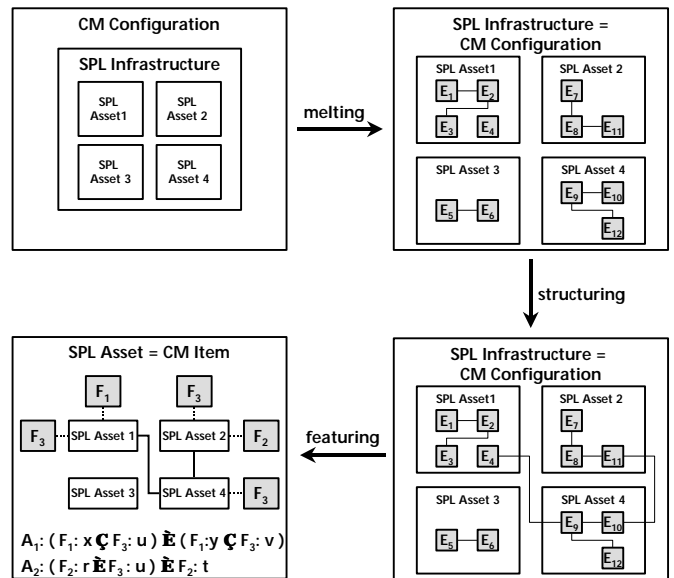 CM Configuration
SPL Infrastructure
SPL
Asset1
SPL
Asset 2
SPL
Asset 3
SPL
Asset 4
melting
SPL Infrastructure =
CM Configuration
SPL Asset1
E1
E2
E3
E4
SPL Asset 2
E7
E8
E11
SPL Asset 3
E5
E6
SPL Asset 4
E9
E10
E12
structuring
SPL Infrastructure =
CM Configuration
SPL Asset1
E1
E2
E3
E4
SPL Asset 2
E7
E8
E11
SPL Asset 3
E5
E6
SPL Asset 4
E9
E10
E12
featuring
SPL Asset = CM Item
F1
F3
F3
SPL Asset 1
SPL Asset 2
F2
SPL Asset 3
SPL Asset 4
F3
A1: ( F1: x Ç F3: u ) È ( F1:y Ç F3: v )
A2: ( F2: r È F3: u ) È F2: t